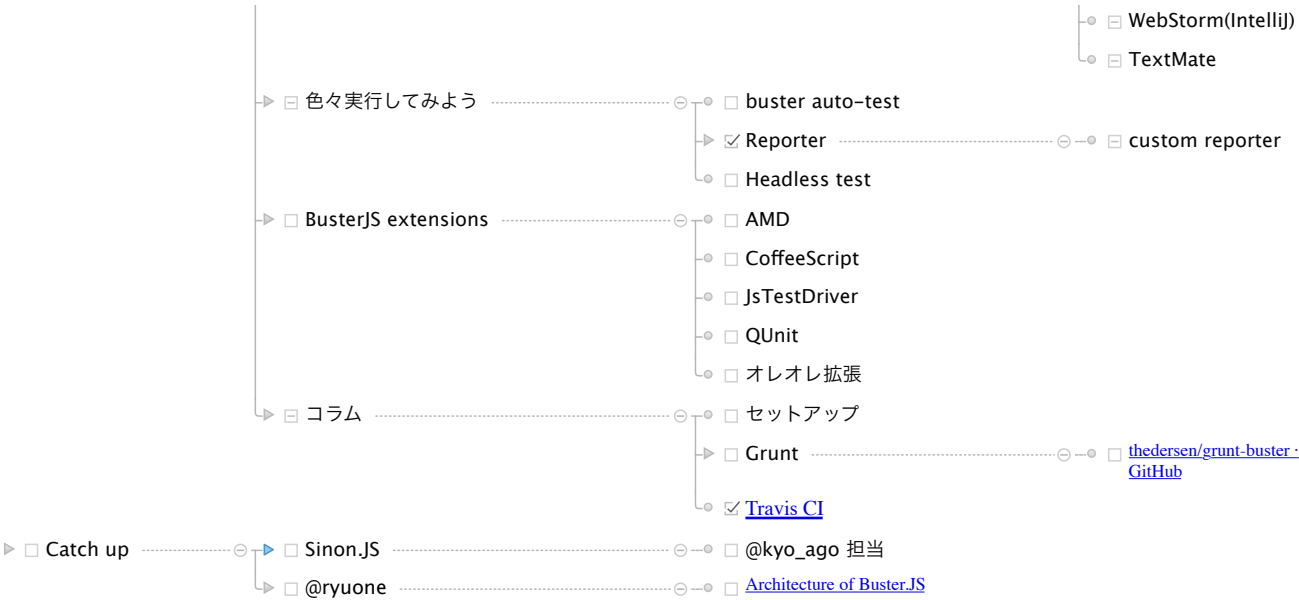 WebStorm(IntelliJ)
TextMate
色々実行してみよう
buster auto-test
Reporter
custom reporter
Headless test
BusterJS extensions
AMD
CoffeeScript
JsTestDriver
QUnit
オレオレ拡張
コラム
セットアップ
Grunt
thedersen/grunt-buster ·
GitHub
Travis CI
Catch up
Sinon.JS
@kyo_ago 担当
@ryuone
Architecture of Buster.JS